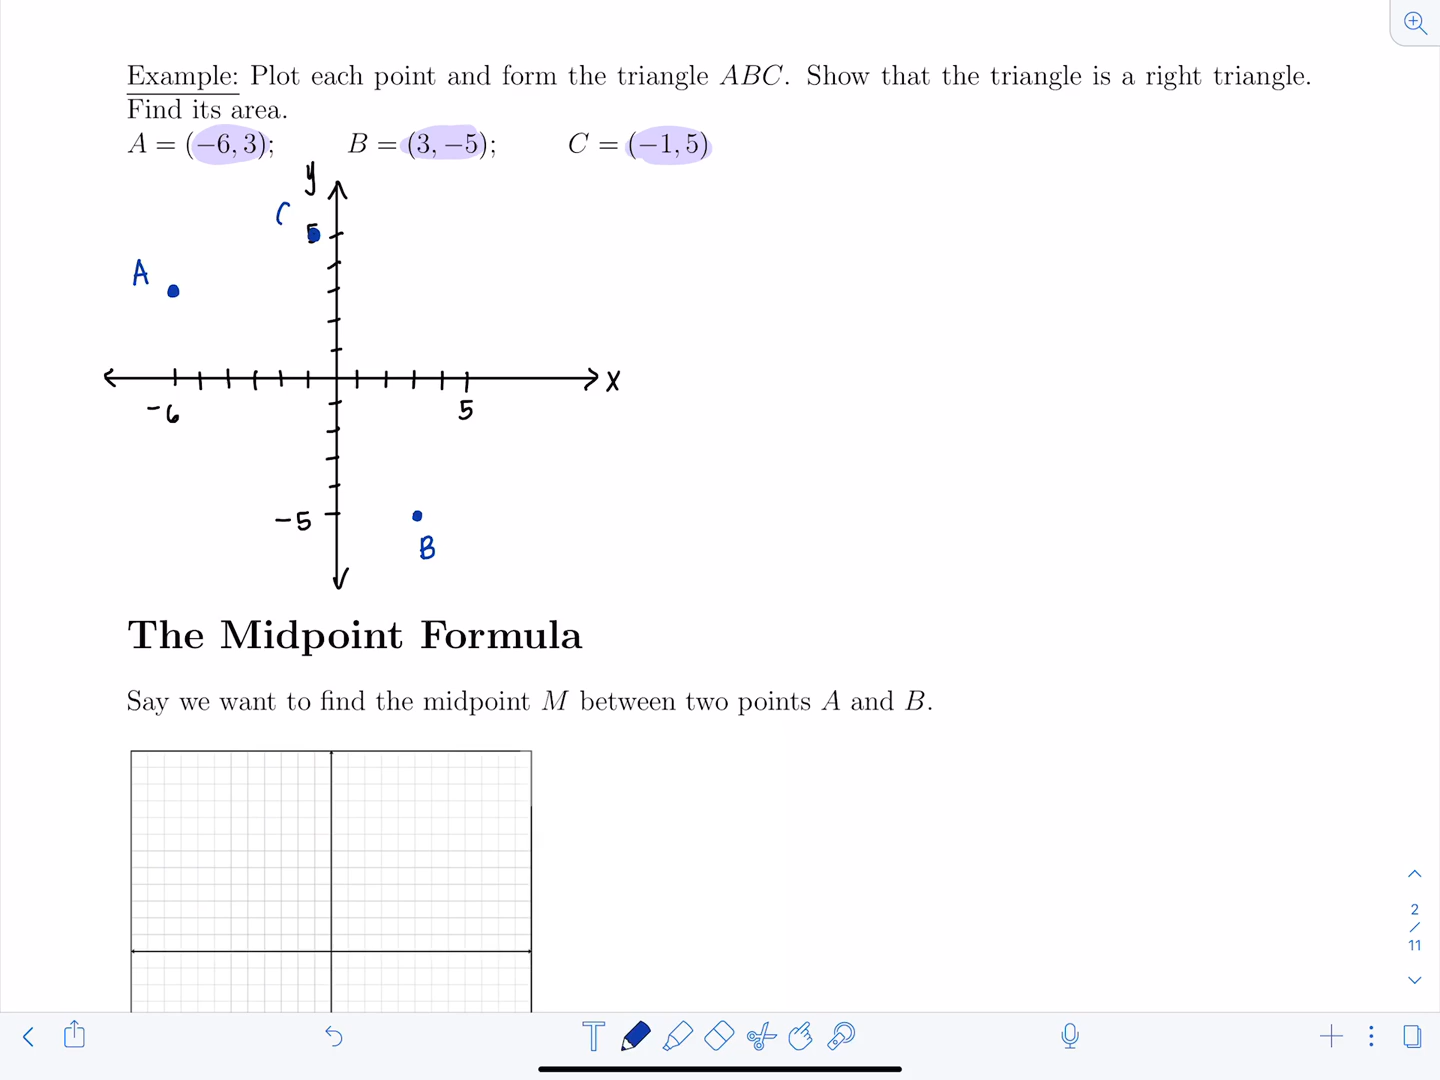 Example: Plot each point and form the triangle ABC. Show that the triangle is a right triangle.
Find its area.
A = (−6, 3); B = (3, −5); C = (−1, 5)
y
C
5
A
x
-6
5
-5
B
The Midpoint Formula
Say we want to find the midpoint M between two points A and B.
2
/
11
T